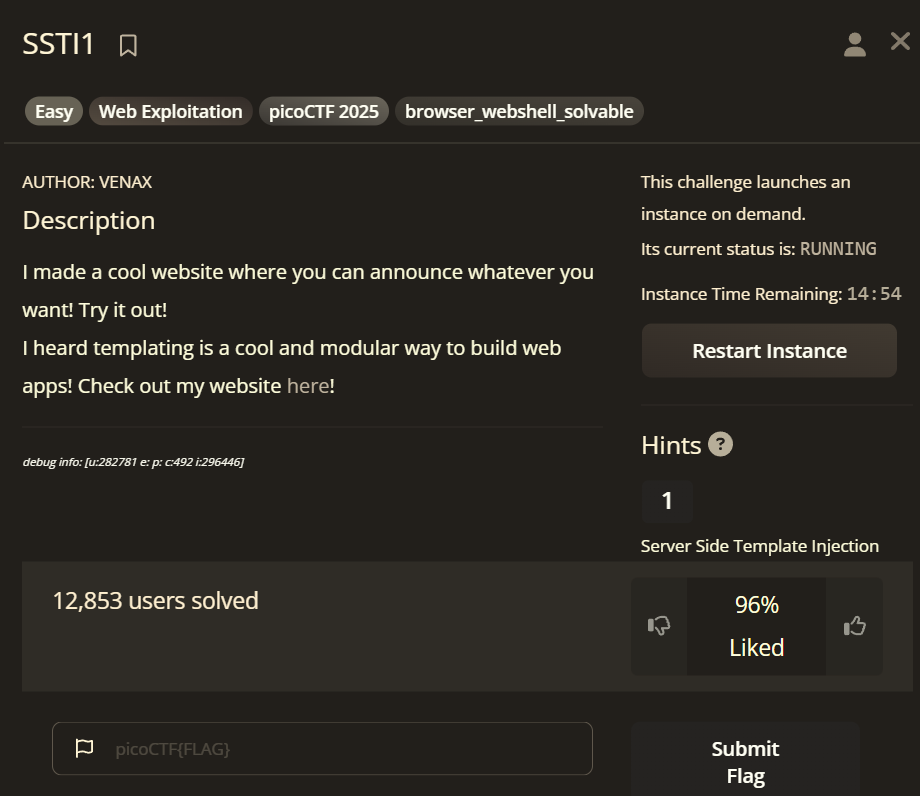 SSTI1
Easy Web Exploitation picoCTF 2025 browser_webshell_solvable
AUTHOR: VENAX
Description
I made a cool website where you can announce whatever you
want! Try it out!
I heard templating is a cool and modular way to build web
apps! Check out my website here!
debug info: [u:282781 e: p: c:492 i:296446]
This challenge launches an
instance on demand.
Its current status is: RUNNING
Instance Time Remaining: 14:54
Restart Instance
Hints ?
1
Server Side Template Injection
12,853 users solved
96%
Liked
picoCTF{FLAG}
Submit
Flag